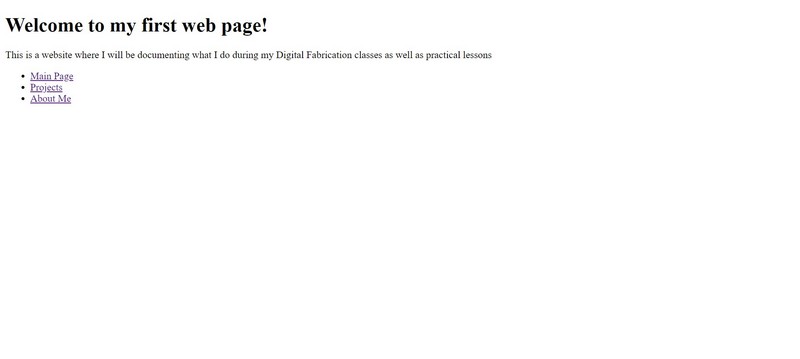 Welcome to my first web page!
This is a website where I will be documenting what I do during my Digital Fabrication classes as well as practical lessons
Main Page
Projects
About Me